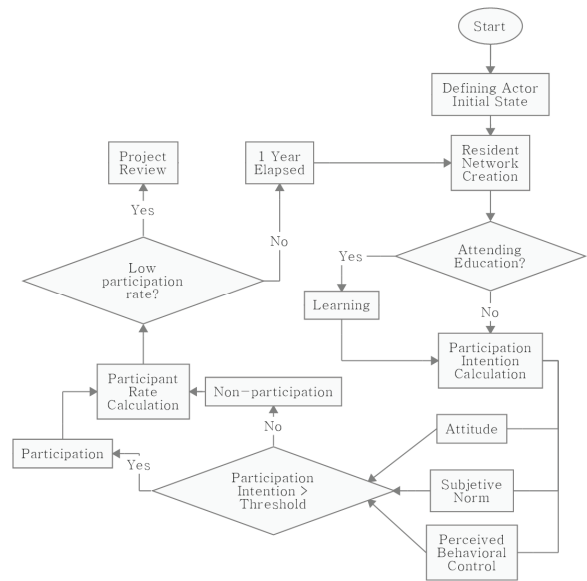 Start
Defining Actor
Initial State
Resident
Network
Creation
1 Year
Elapsed
Project
Review
Yes
No
Low
participation
rate?
Attending
Education?
Yes
Learning
No
Participation
Intention
Calculation
Participant
Rate
Calculation
Non-participation
No
Attitude
Participation
Yes
Participation
Intention >
Threshold
Subjetive
Norm
Perceived
Behavioral
Control